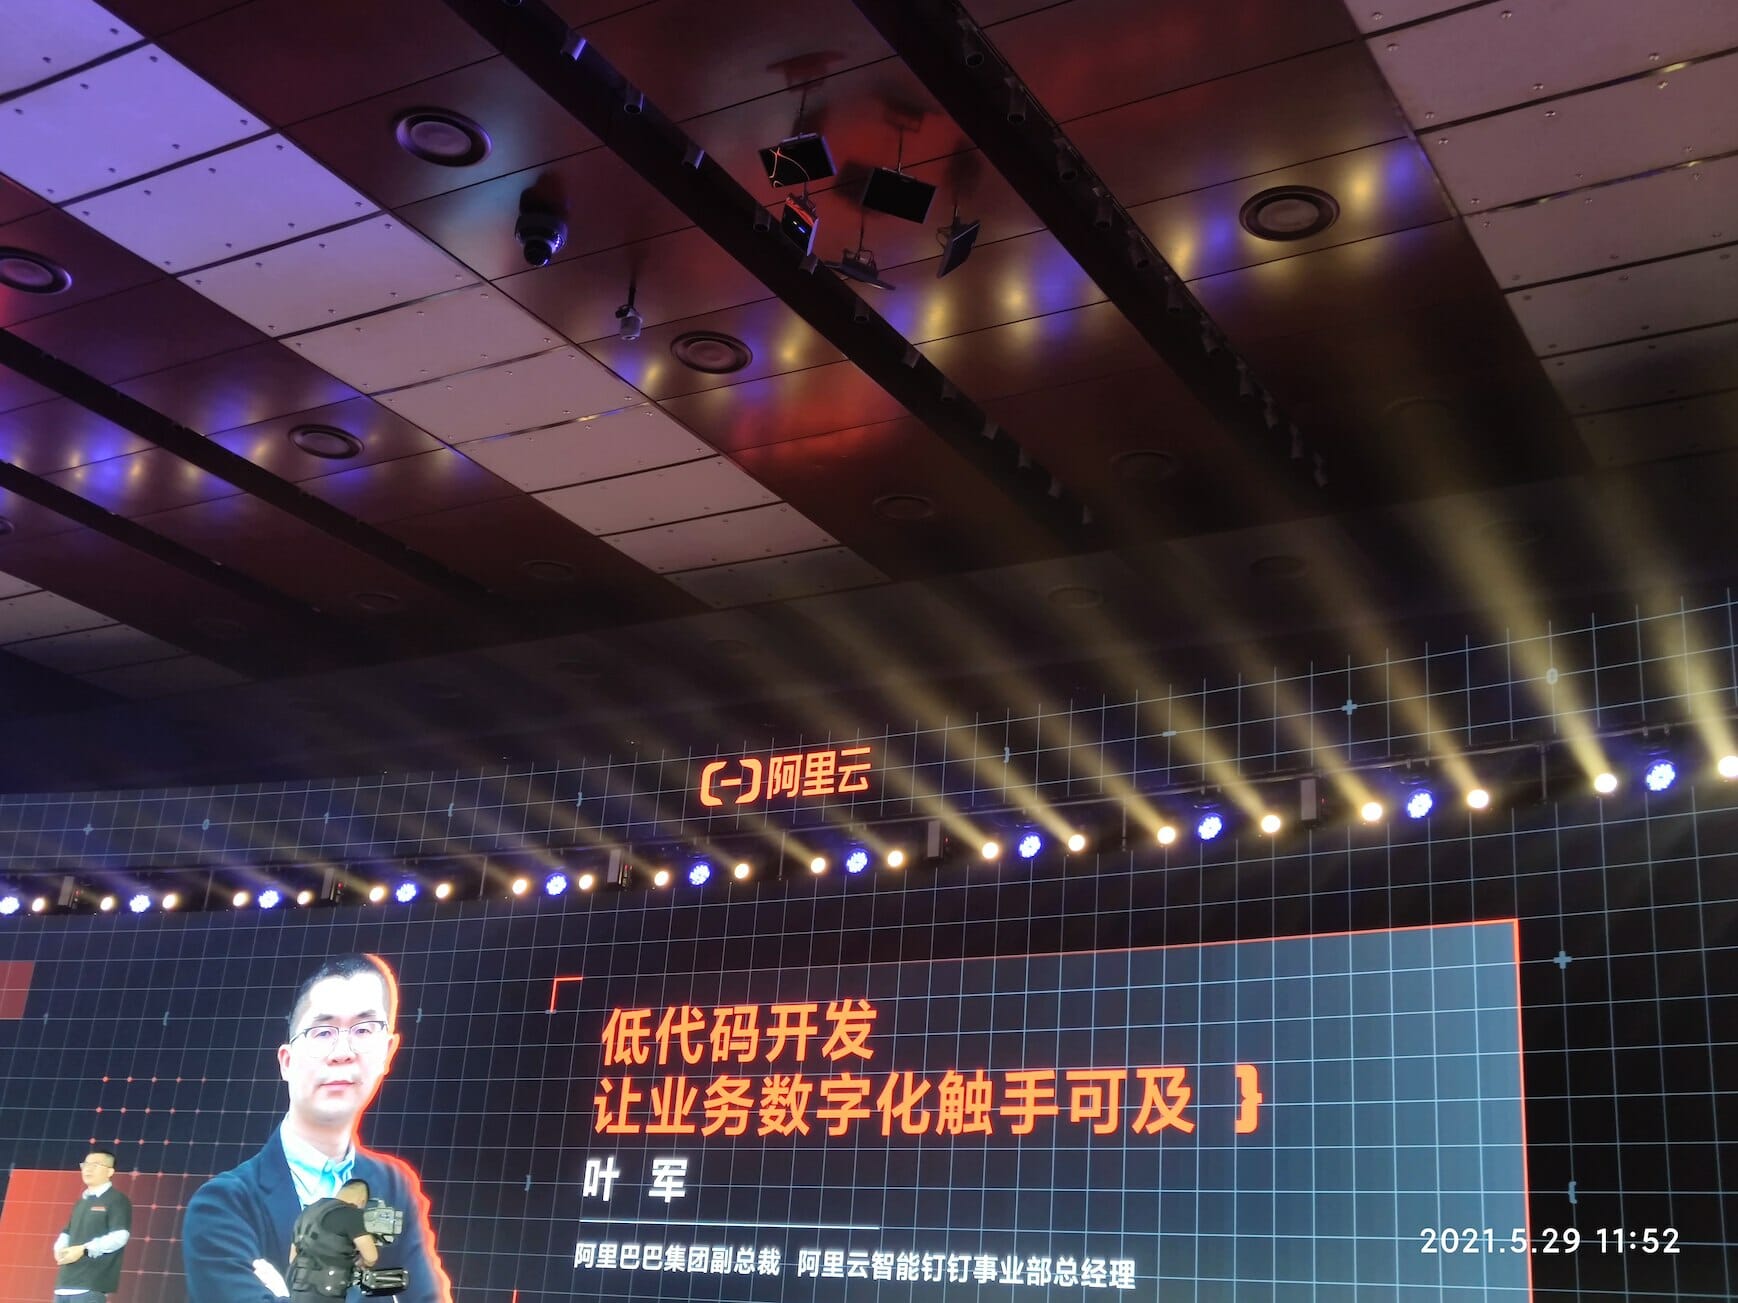 阿里云
低代码开发
让业务数字化触手可及 }
叶 军
阿里巴巴集团副总裁 阿里云智能钉钉事业部总经理
2021.5.29 11:52